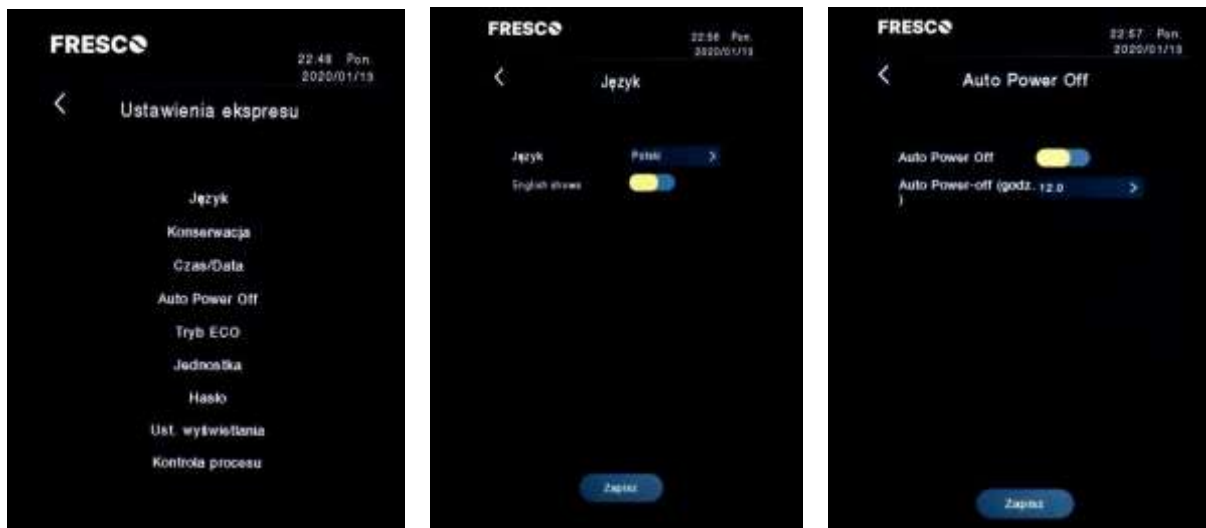 FRESCO
22:48 Pon.
2020/01/13
Ustawienia ekspresu
Język
Konserwacja
Czas/Data
Auto Power Off
Tryb ECO
Jednostka
Hasło
Ust. wyświetlania
Kontrola procesu
FRESCO
22:56 Pon.
2020/01/13
Język
Język Polski
English
Zapisz
FRESCO
22:57 Pon.
2020/01/13
Auto Power Off
Auto Power Off
Auto Power-off (godz. 12.0
)
Zapisz